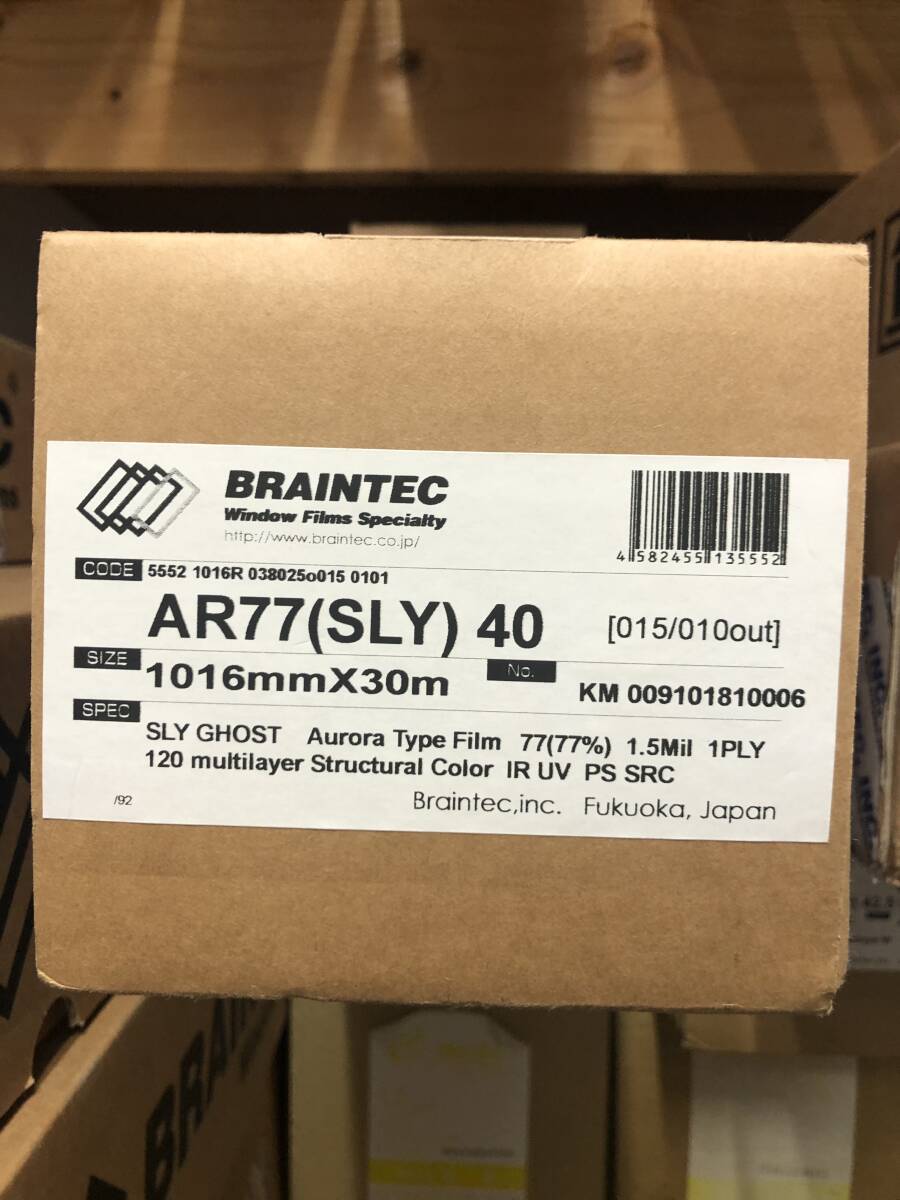 BRAINTEC
Window Films Specialty
http://www.braintec.co.jp/
4 582455 135552
CODE 5552 1016R 038025o015 0101
AR77(SLY) 40 [015/010out]
SIZE 1016mmX30m No. KM 009101810006
SPEC SLY GHOST Aurora Type Film 77(77%) 1.5Mil 1PLY
120 multilayer Structural Color IR UV PS SRC
/92 Braintec,inc. Fukuoka, Japan
BRAIN